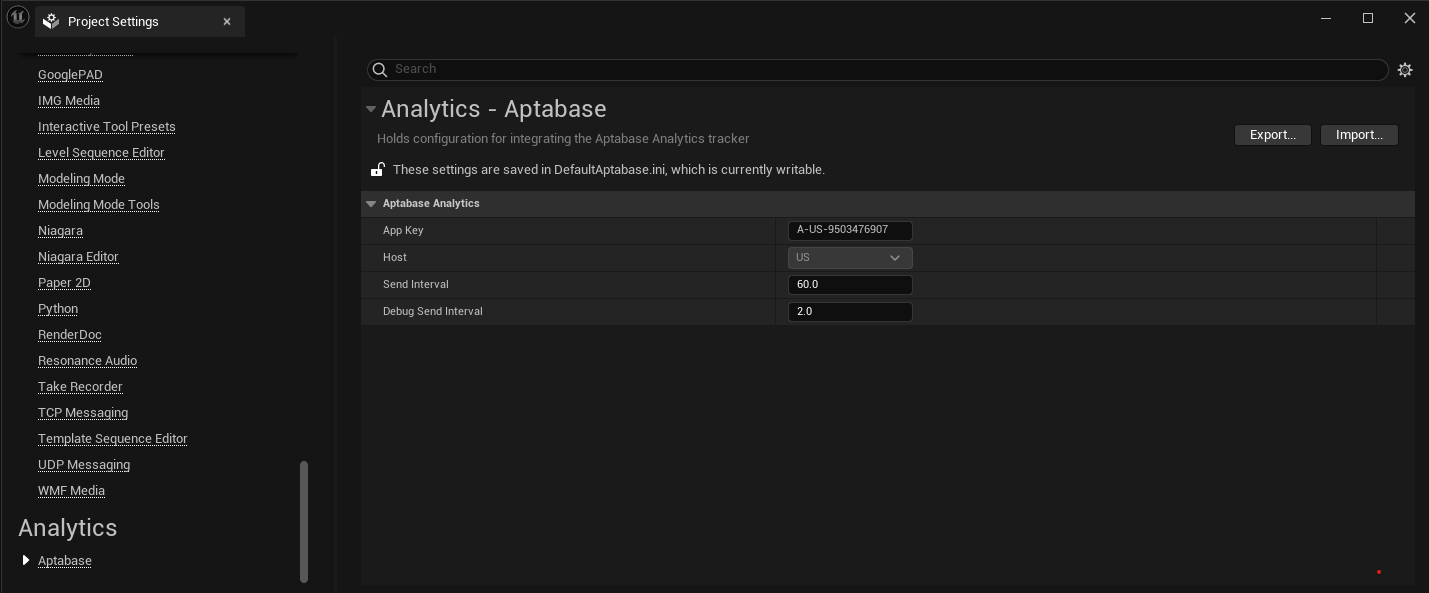 Project Settings
GooglePAD
IMG Media
Interactive Tool Presets
Level Sequence Editor
Modeling Mode
Modeling Mode Tools
Niagara
Niagara Editor
Paper 2D
Python
RenderDoc
Resonance Audio
Take Recorder
TCP Messaging
Template Sequence Editor
UDP Messaging
WMF Media
Analytics
Aptabase
Search
Analytics - Aptabase
Holds configuration for integrating the Aptabase Analytics tracker
Export...
Import...
These settings are saved in DefaultAptabase.ini, which is currently writable.
Aptabase Analytics
App Key
A-US-9503476907
Host
US
Send Interval
60.0
Debug Send Interval
2.0